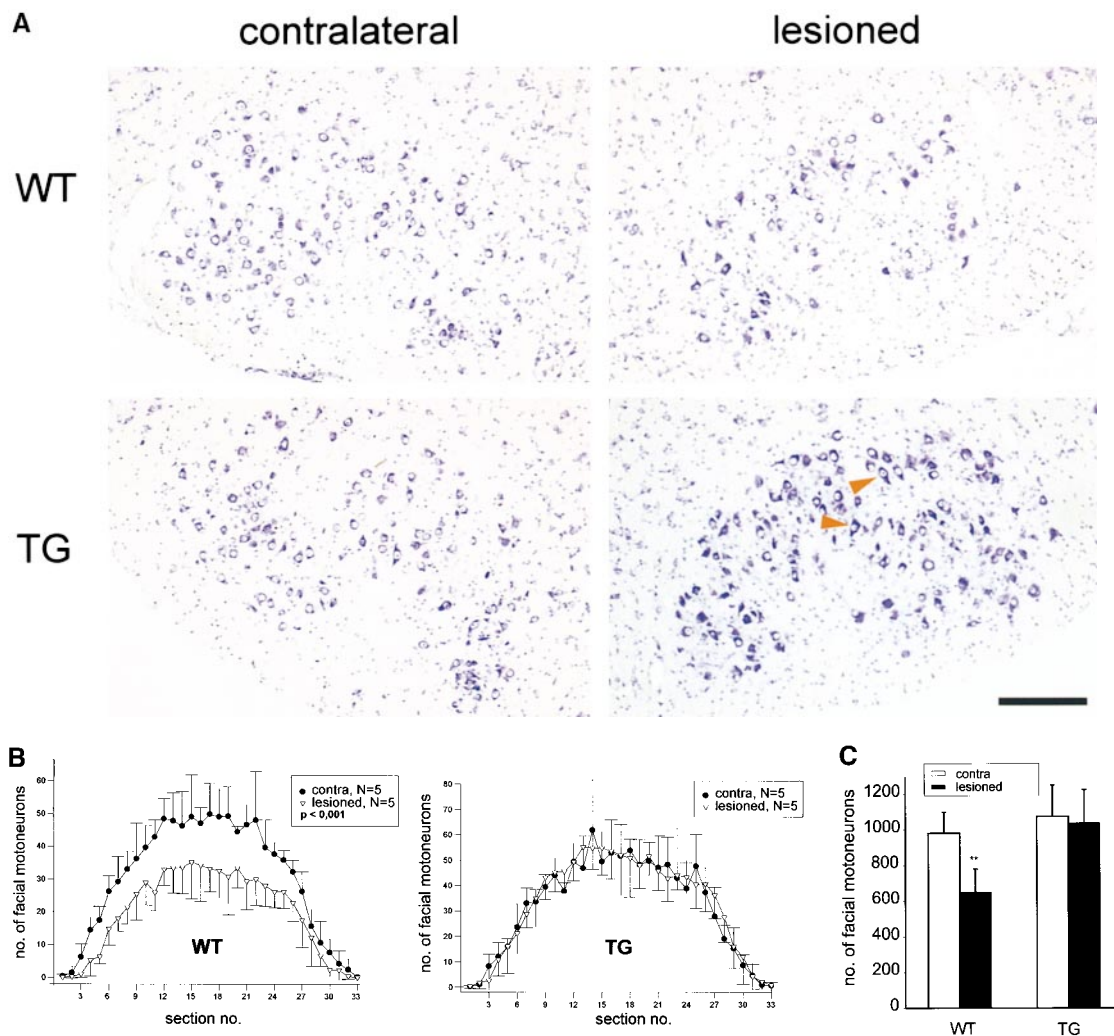 A
contralateral
lesioned
WT
TG
B
no. of facial motoneurons
60
50
40
30
20
10
0
contra, N=5
lesioned, N=5
p < 0,001
WT
3 6 9 12 15 18 21 24 27 30 33
section no.
no. of facial motoneurons
80
70
60
50
40
30
20
10
0
contra, N=5
lesioned, N=5
TG
3 6 9 12 15 18 21 24 27 30 33
section no.
C
no. of facial motoneurons
1200
1000
800
600
400
200
0
contra
lesioned
**
WT TG